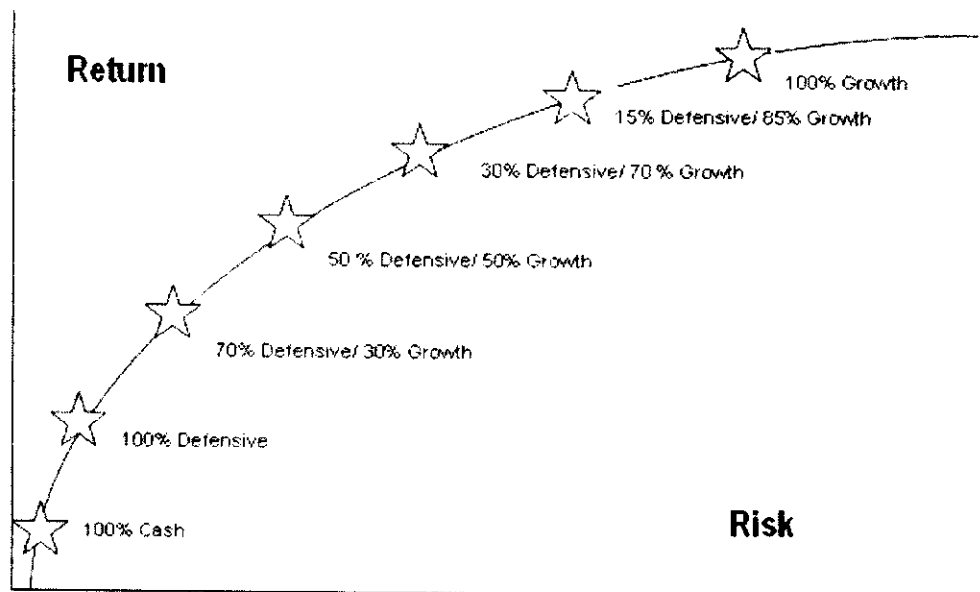 Return
100% Growth
15% Defensive/ 85% Growth
30% Defensive/ 70 % Growth
50 % Defensive/ 50% Growth
70% Defensive/ 30% Growth
100% Defensive
100% Cash
Risk